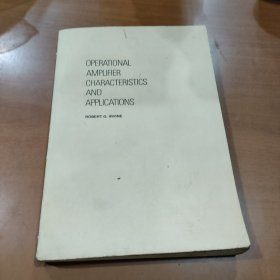 OPERATIONAL
AMPLIFIER
CHARACTERISTICS
AND
APPLICATIONS
ROBERT G. IRVINE